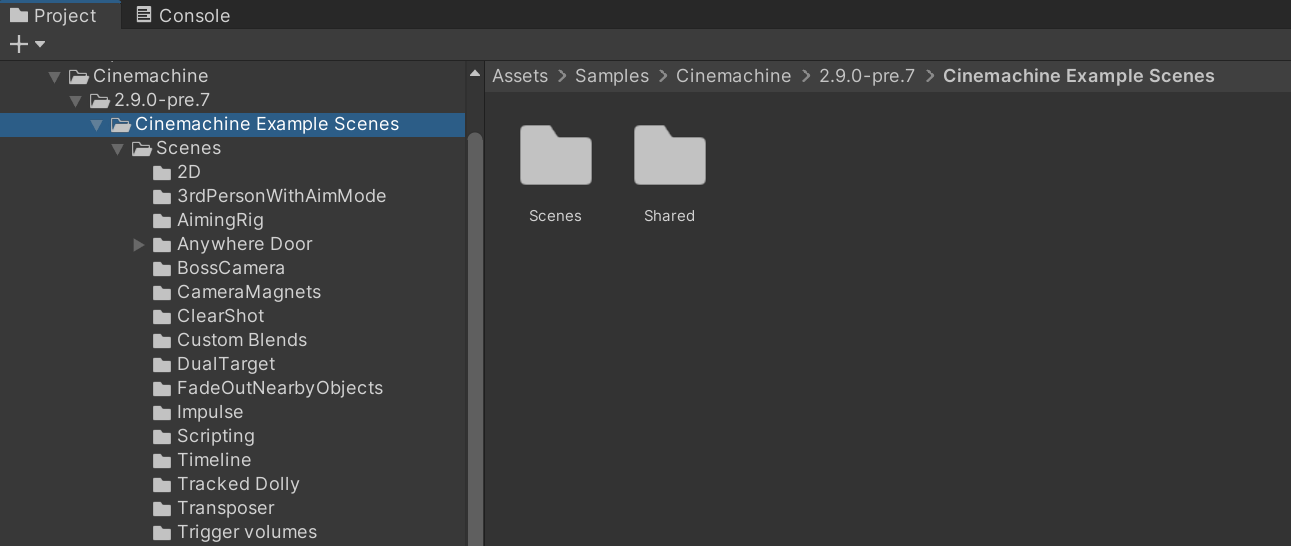 Project
Console
Cinemachine
2.9.0-pre.7
Cinemachine Example Scenes
Scenes
2D
3rdPersonWithAimMode
AimingRig
Anywhere Door
BossCamera
CameraMagnets
ClearShot
Custom Blends
DualTarget
FadeOutNearbyObjects
Impulse
Scripting
Timeline
Tracked Dolly
Transposer
Trigger volumes
Assets > Samples > Cinemachine > 2.9.0-pre.7 > Cinemachine Example Scenes
Scenes
Shared